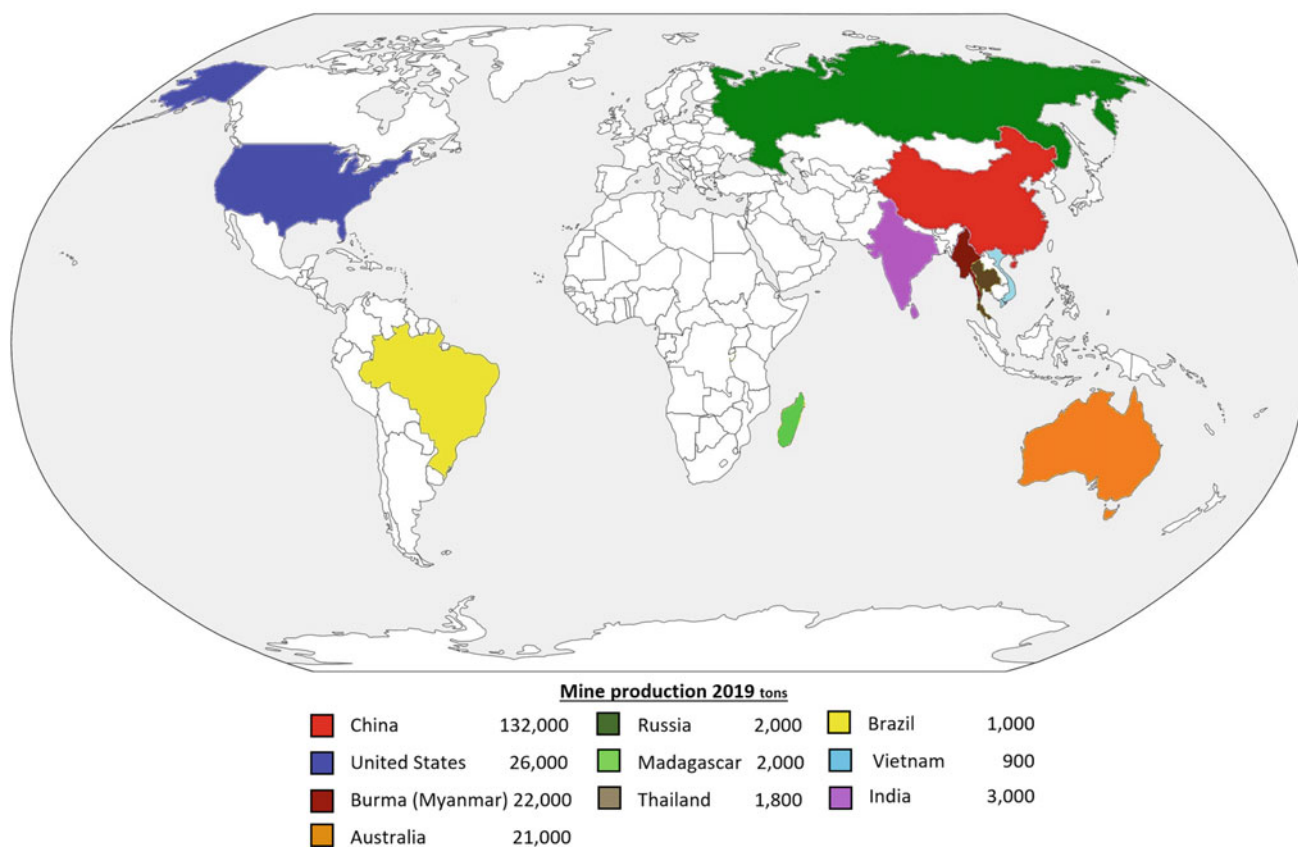 Mine production 2019 tons
China 132,000 Russia 2,000 Brazil 1,000
United States 26,000 Madagascar 2,000 Vietnam 900
Burma (Myanmar) 22,000 Thailand 1,800 India 3,000
Australia 21,000